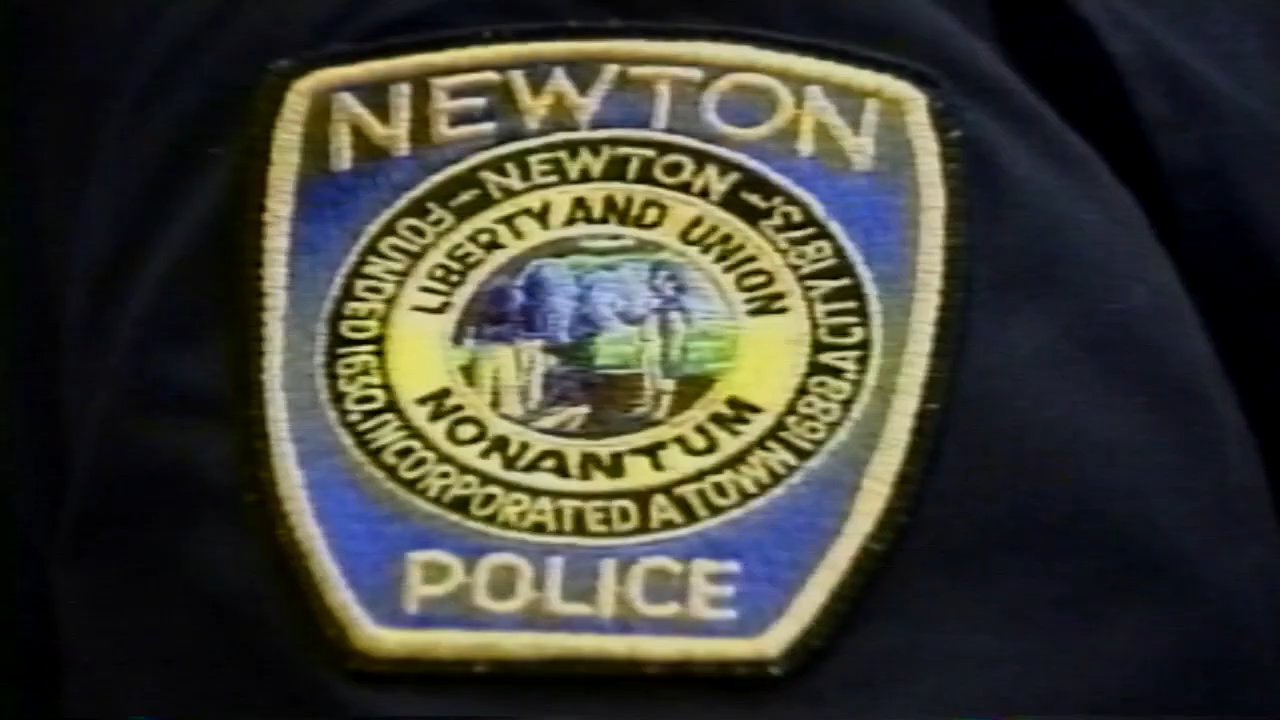 NEWTON
– NEWTON –
FOUNDED 1630. INCORPORATED A TOWN 1688. A CITY 1873.
LIBERTY AND UNION
NONANTUM
POLICE